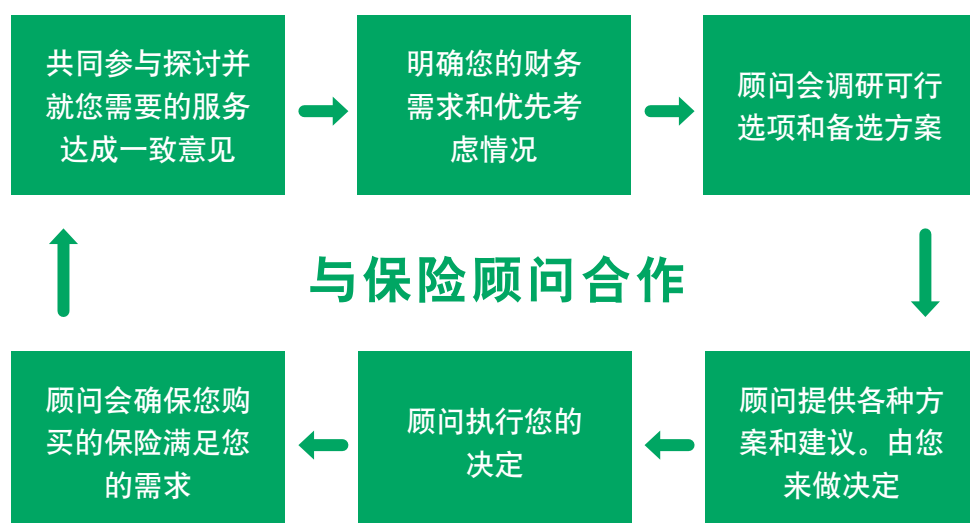 共同参与探讨并
就您需要的服务
达成一致意见
明确您的财务
需求和优先考
虑情况
顾问会调研可行
选项和备选方案
与保险顾问合作
顾问会确保您购
买的保险满足您
的需求
顾问执行您的
决定
顾问提供各种方
案和建议。由您
来做决定